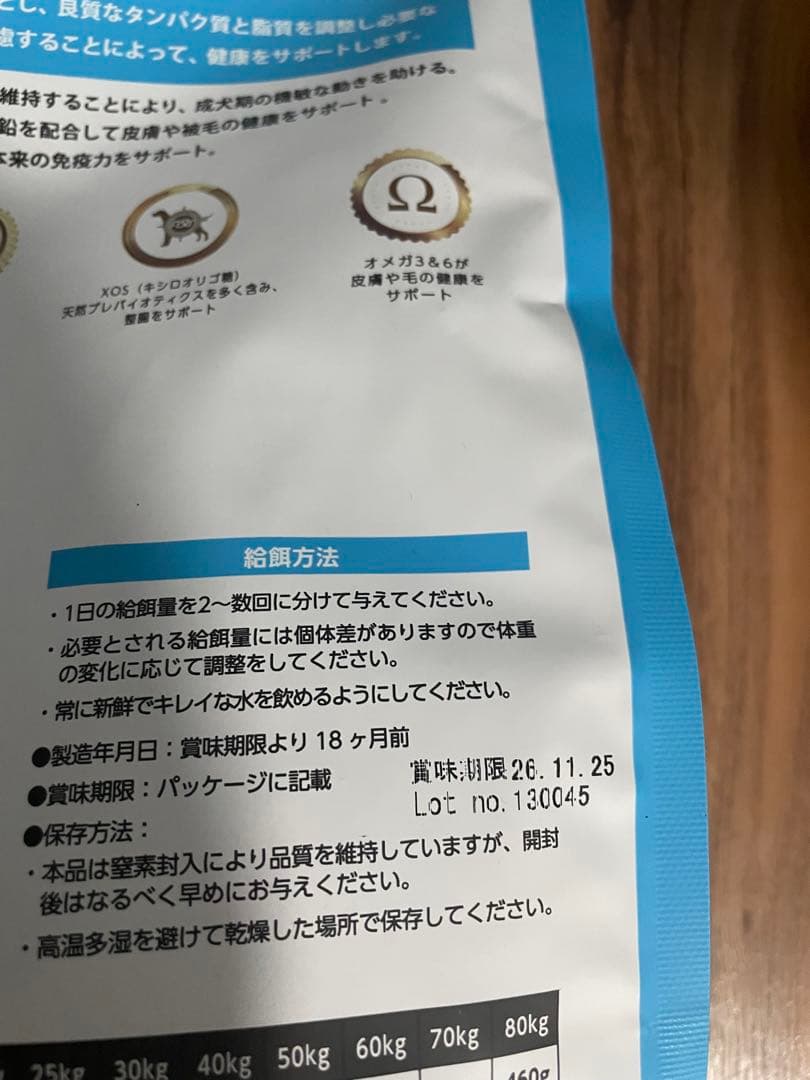 とし、良質なタンパク質と脂質を調整し必要な
慮することによって、健康をサポートします。
維持することにより、成犬期の機敏な動きを助ける。
鉛を配合して皮膚や被毛の健康をサポート。
本来の免疫力をサポート。
XOS（キシロオリゴ糖）
天然プレバイオティクスを多く含み、
整腸をサポート
Ω
オメガ3&6が
皮膚や毛の健康を
サポート
給餌方法
・1日の給餌量を2〜数回に分けて与えてください。
・必要とされる給餌量には個体差がありますので体重
の変化に応じて調整をしてください。
・常に新鮮でキレイな水を飲めるようにしてください。
●製造年月日：賞味期限より18ヶ月前
●賞味期限：パッケージに記載
賞味期限26.11.25
Lot no.130045
●保存方法：
・本品は窒素封入により品質を維持していますが、開封
後はなるべく早めにお与えください。
・高温多湿を避けて乾燥した場所で保存してください。
25kg 30kg 40kg 50kg 60kg 70kg 80kg
460g